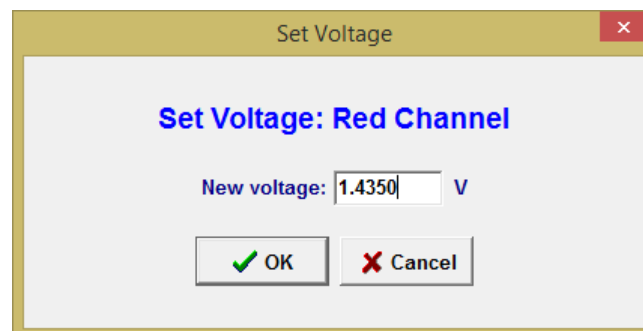 Set Voltage
Set Voltage: Red Channel
New voltage: 1.4350 V
OK Cancel